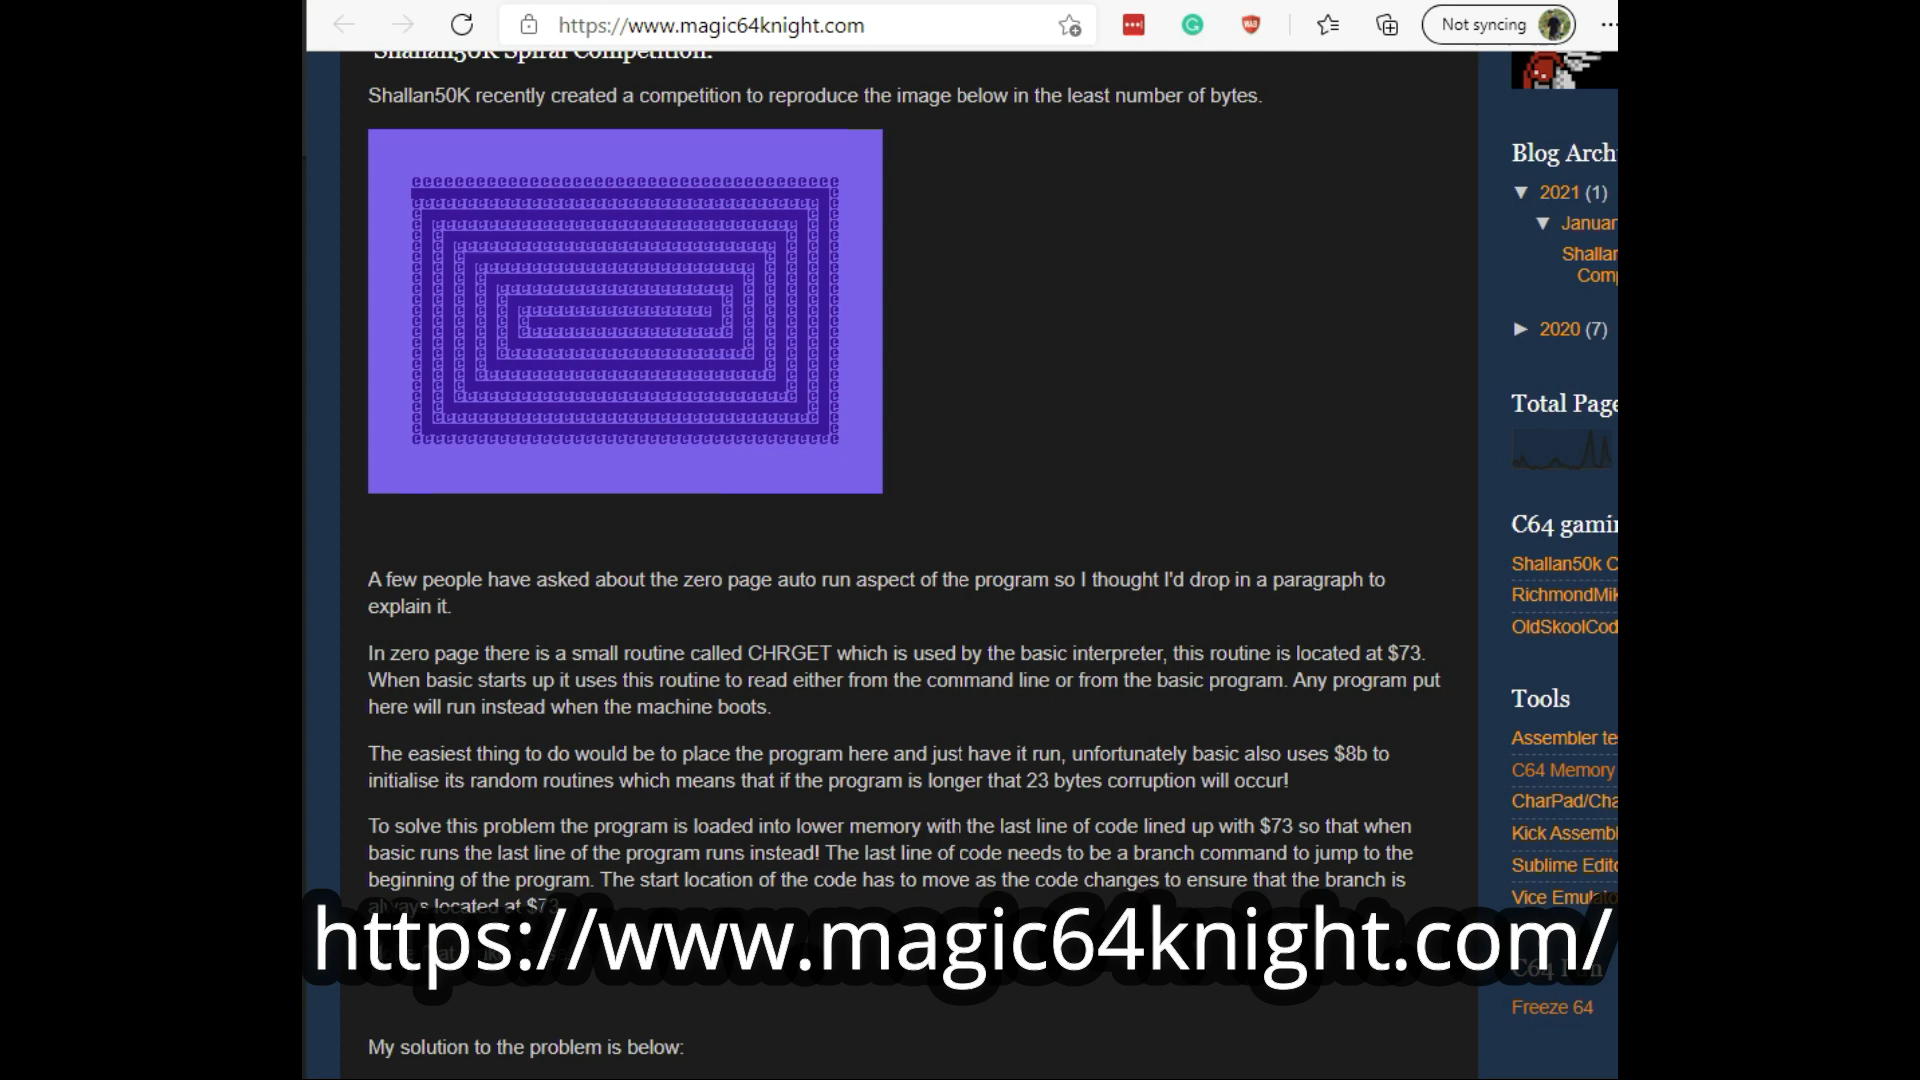 https://www.magic64knight.com
Not syncing
Shallan50K Spiral Competition.
Shallan50K recently created a competition to reproduce the image below in the least number of bytes.
A few people have asked about the zero page auto run aspect of the program so I thought I'd drop in a paragraph to
explain it.
In zero page there is a small routine called CHRGET which is used by the basic interpreter, this routine is located at $73.
When basic starts up it uses this routine to read either from the command line or from the basic program. Any program put
here will run instead when the machine boots.
The easiest thing to do would be to place the program here and just have it run, unfortunately basic also uses $8b to
initialise its random routines which means that if the program is longer that 23 bytes corruption will occur!
To solve this problem the program is loaded into lower memory with the last line of code lined up with $73 so that when
basic runs the last line of the program runs instead! The last line of code needs to be a branch command to jump to the
beginning of the program. The start location of the code has to move as the code changes to ensure that the branch is
always located at $73
https://www.magic64knight.com/
My solution to the problem is below:
Blog Arch
▼ 2021 (1)
▼ Januar
Shallar
Comp
► 2020 (7)
Total Page
C64 gamin
Shallan50k C
RichmondMik
OldSkoolCod
Tools
Assembler te
C64 Memory
CharPad/Cha
Kick Assembl
Sublime Edito
Vice Emulato
Freeze 64